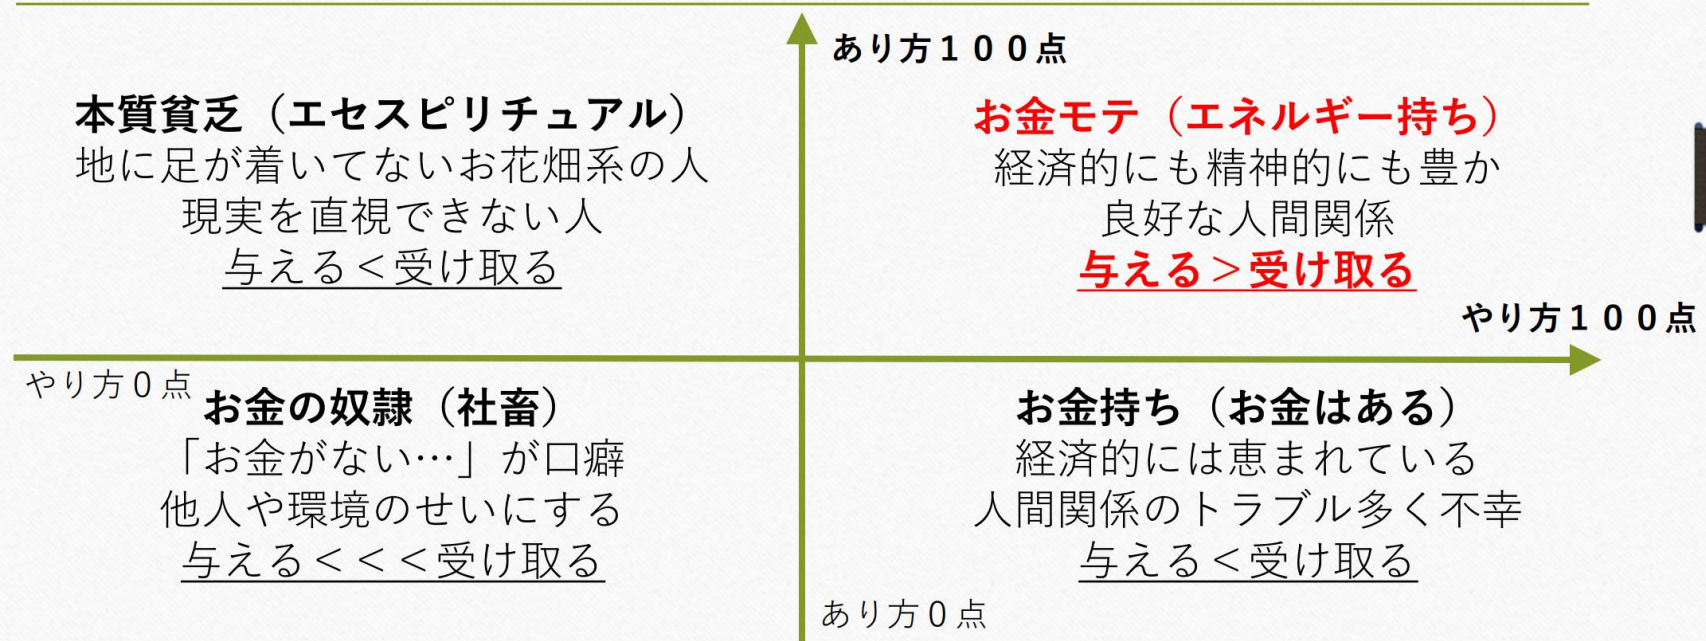 あり方１００点
本質貧乏（エセスピリチュアル）
地に足が着いてないお花畑系の人
現実を直視できない人
与える＜受け取る
お金モテ（エネルギー持ち）
経済的にも精神的にも豊か
良好な人間関係
与える＞受け取る
やり方１００点
やり方０点
お金の奴隷（社畜）
「お金がない…」が口癖
他人や環境のせいにする
与える＜＜＜受け取る
お金持ち（お金はある）
経済的には恵まれている
人間関係のトラブル多く不幸
与える＜受け取る
あり方０点